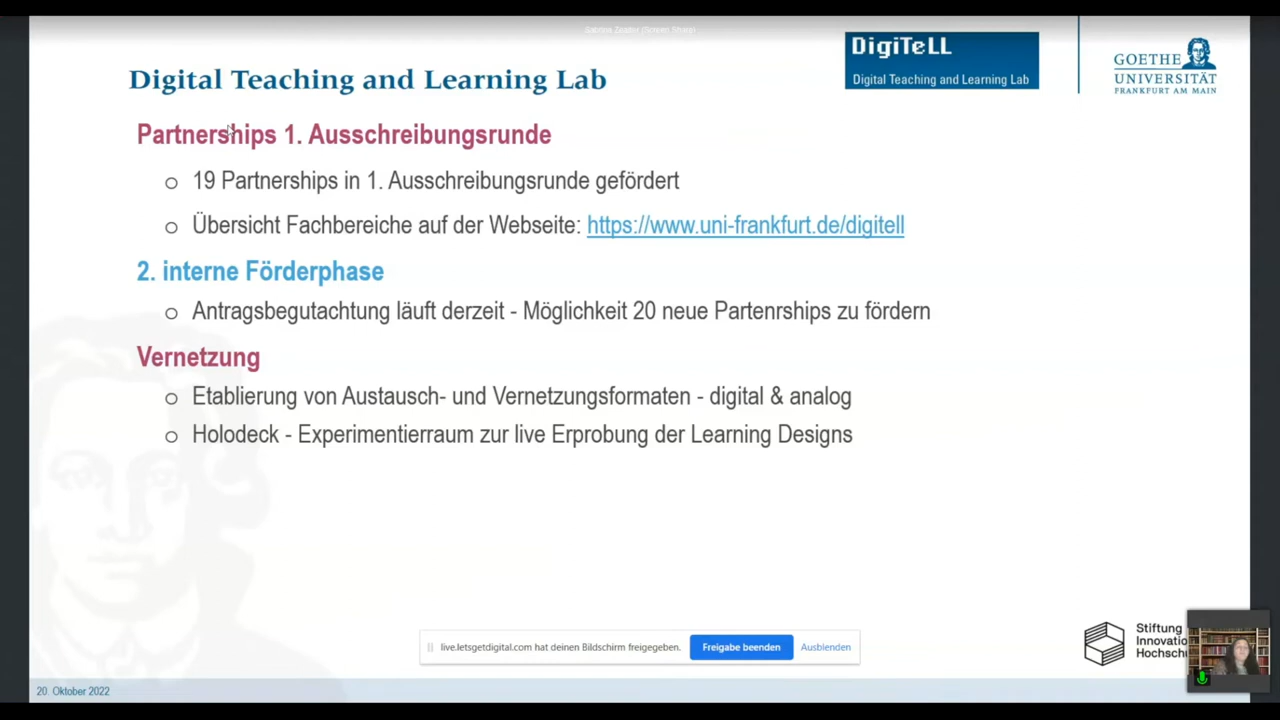 DigiTeLL
Digital Teaching and Learning Lab
GOETHE
UNIVERSITÄT
FRANKFURT AM MAIN
Digital Teaching and Learning Lab
Partnerships 1. Ausschreibungsrunde
o 19 Partnerships in 1. Ausschreibungsrunde gefördert
o Übersicht Fachbereiche auf der Webseite: https://www.uni-frankfurt.de/digitell
2. interne Förderphase
o Antragsbegutachtung läuft derzeit - Möglichkeit 20 neue Partenrships zu fördern
Vernetzung
o Etablierung von Austausch- und Vernetzungsformaten - digital & analog
o Holodeck - Experimentierraum zur live Erprobung der Learning Designs
live.letsgetdigital.com hat deinen Bildschirm freigegeben. Freigabe beenden Ausblenden
Stiftung
Innovatio
Hochschu
20. Oktober 2022